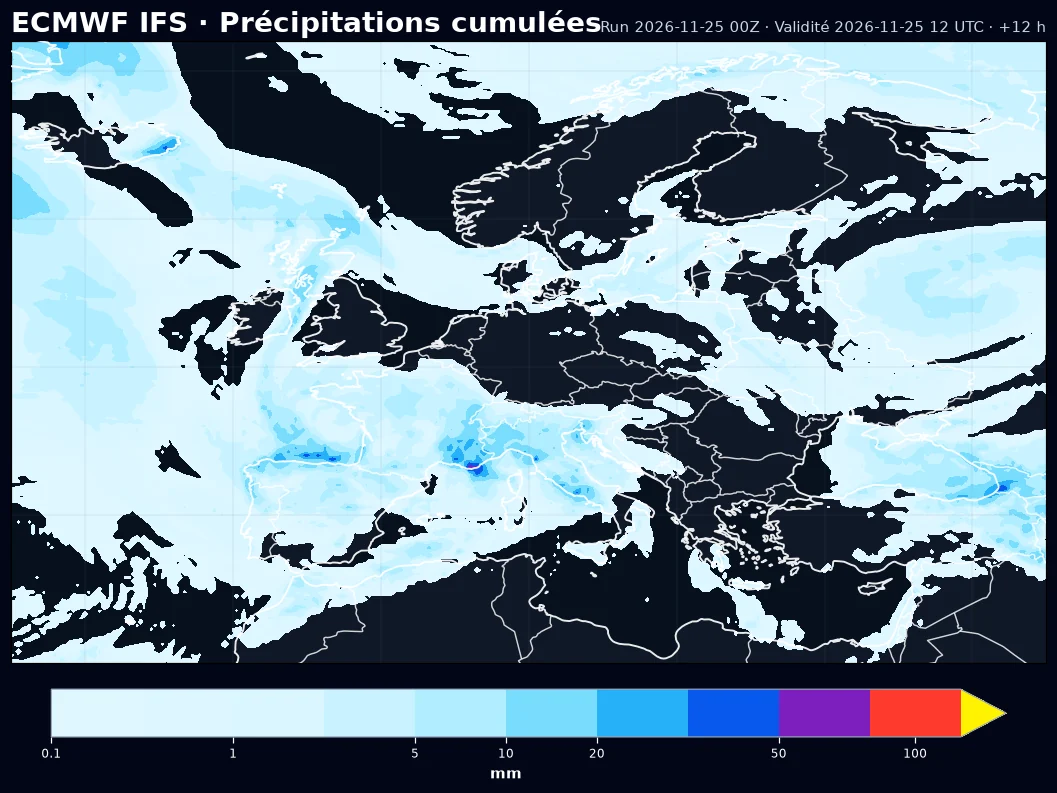 ECMWF IFS · Précipitations cumulées
Run 2026-11-25 00Z · Validité 2026-11-25 12 UTC · +12 h
0.1 1 5 10 20 50 100
mm